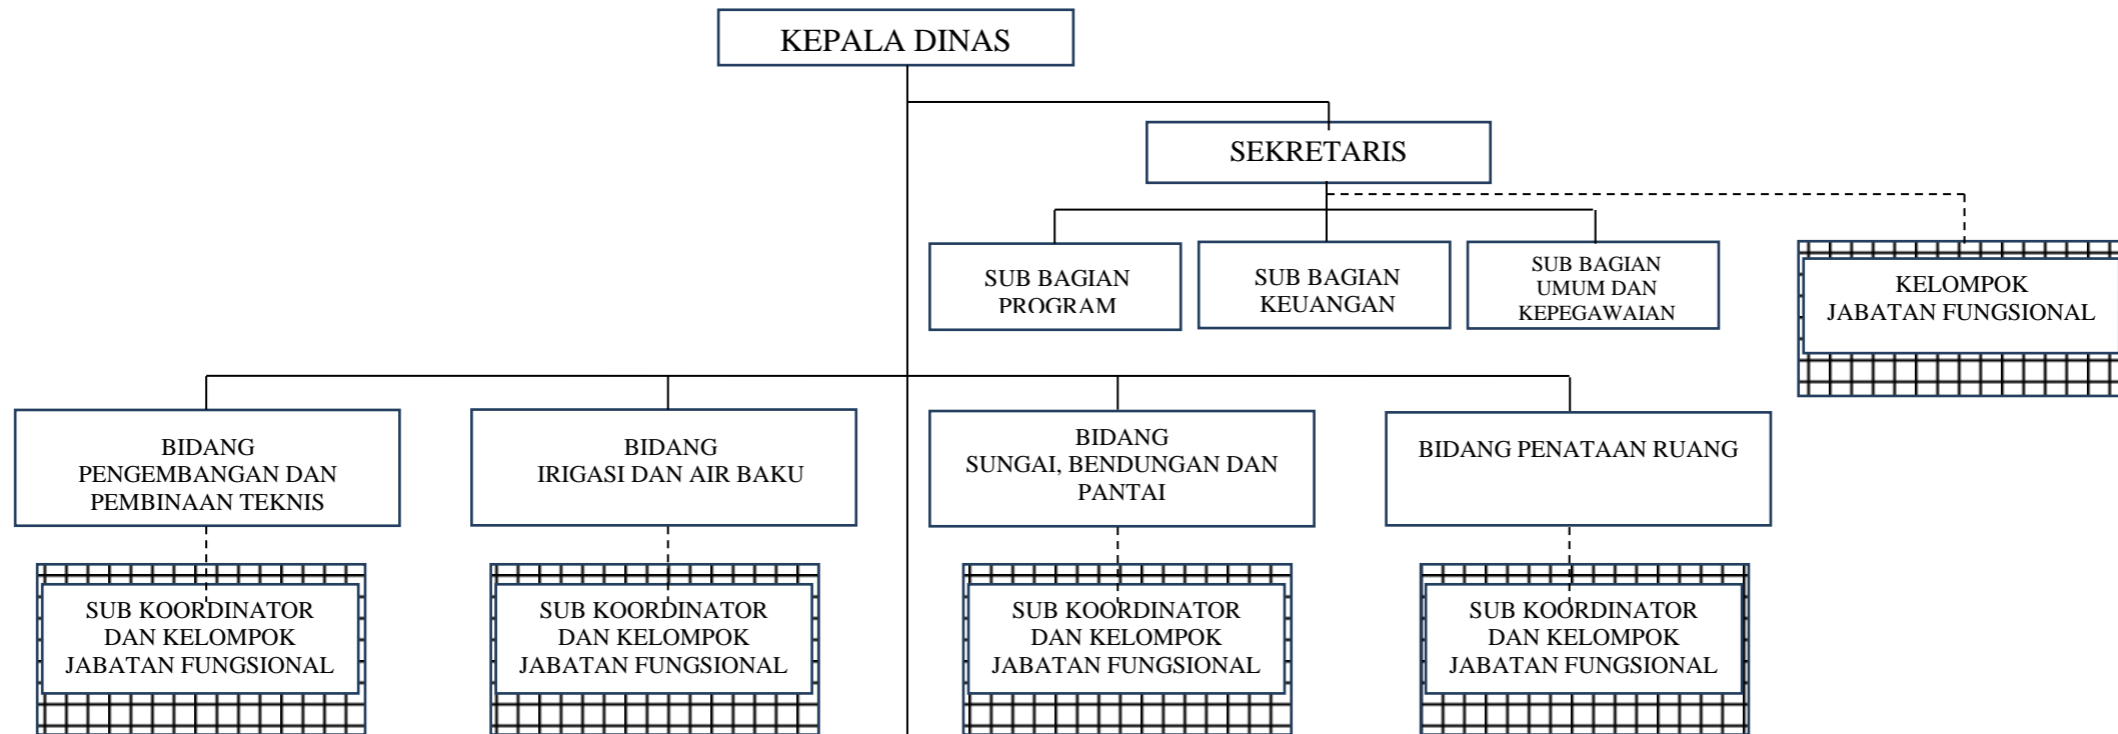 KEPALA DINAS
SEKRETARIS
SUB BAGIAN
PROGRAM
SUB BAGIAN
KEUANGAN
SUB BAGIAN
UMUM DAN
KEPEGAWAIAN
KELOMPOK
JABATAN FUNGSIONAL
BIDANG
PENGEMBANGAN DAN
PEMBINAAN TEKNIS
BIDANG
IRIGASI DAN AIR BAKU
BIDANG
SUNGAI, BENDUNGAN DAN
PANTAI
BIDANG PENATAAN RUANG
SUB KOORDINATOR
DAN KELOMPOK
JABATAN FUNGSIONAL
SUB KOORDINATOR
DAN KELOMPOK
JABATAN FUNGSIONAL
SUB KOORDINATOR
DAN KELOMPOK
JABATAN FUNGSIONAL
SUB KOORDINATOR
DAN KELOMPOK
JABATAN FUNGSIONAL